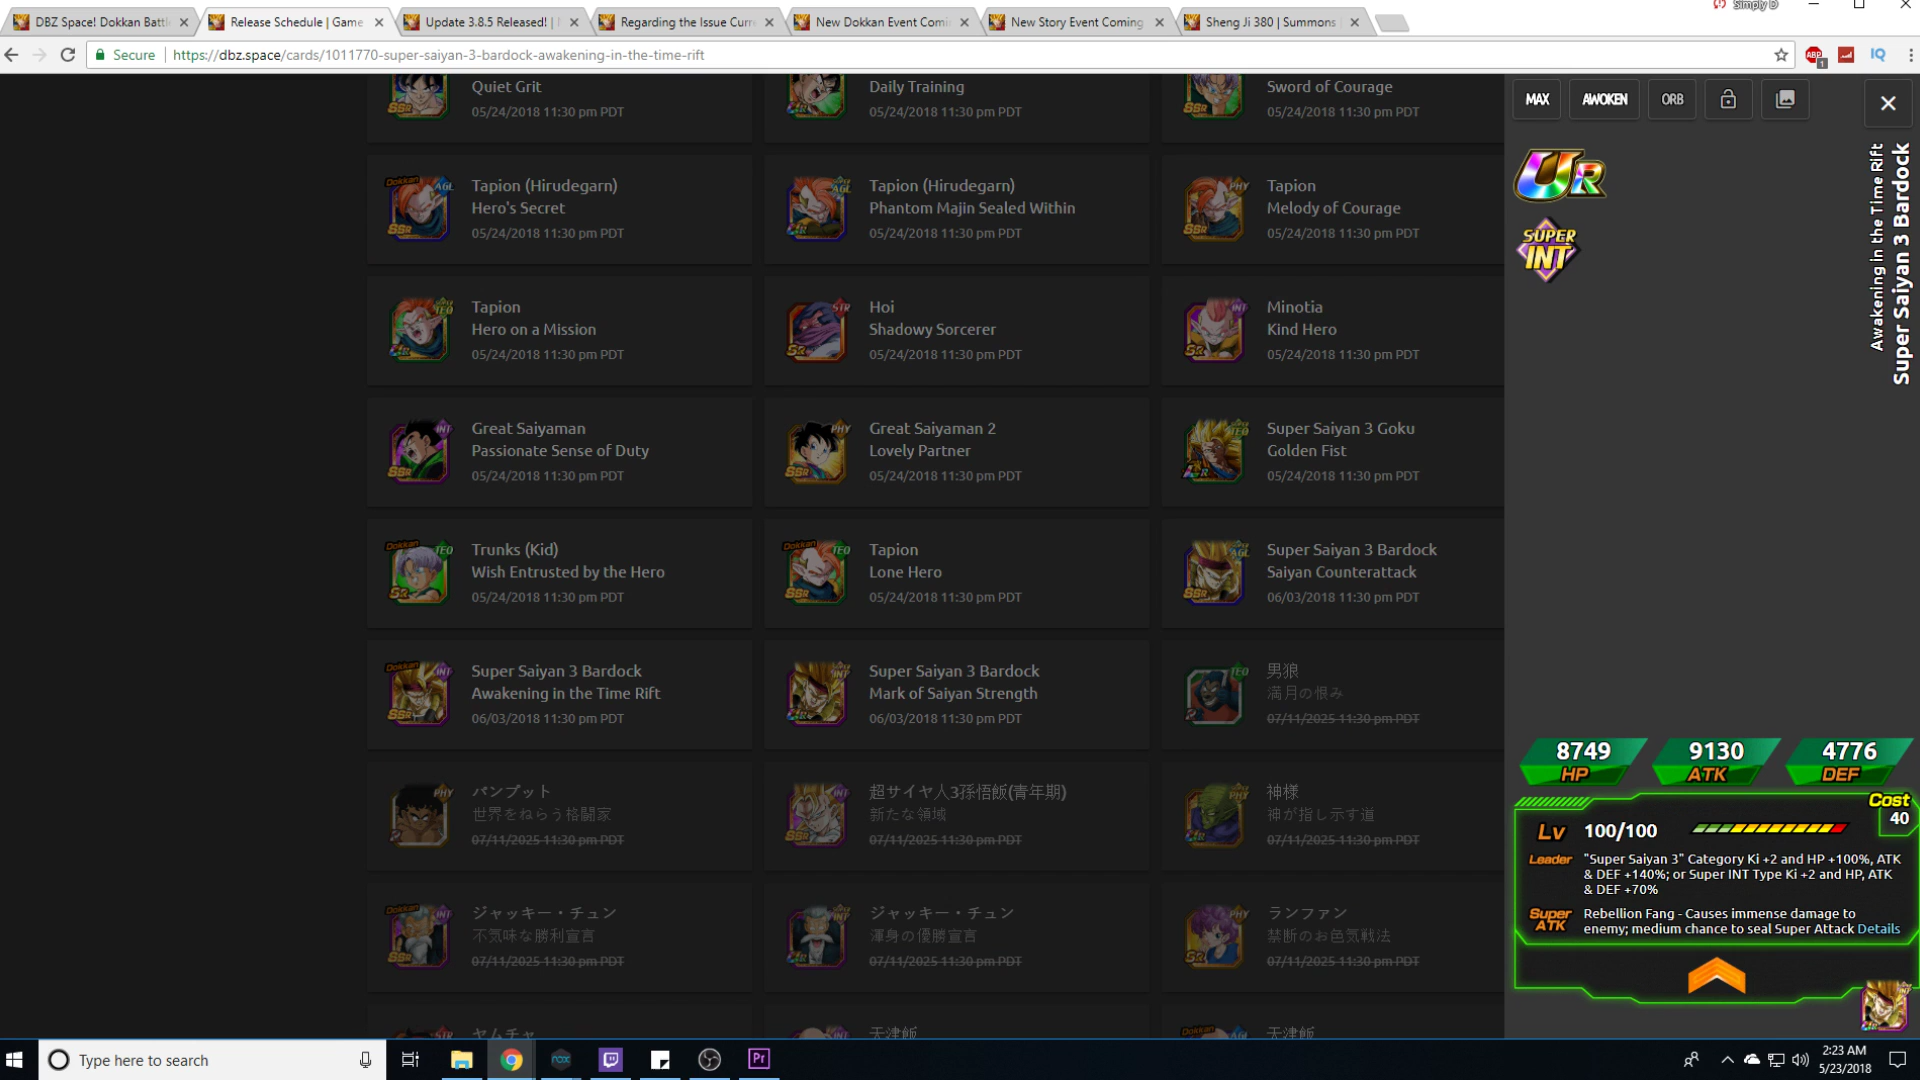 Simply D
DBZ Space! Dokkan Battl
Release Schedule | Game
Update 3.8.5 Released! |
Regarding the Issue Curr
New Dokkan Event Comi
New Story Event Coming
Sheng Ji 380 | Summons
Secure
https://dbz.space/cards/1011770-super-saiyan-3-bardock-awakening-in-the-time-rift
ABP
1
IQ
Quiet Grit
05/24/2018 11:30 pm PDT
Daily Training
05/24/2018 11:30 pm PDT
Sword of Courage
05/24/2018 11:30 pm PDT
Tapion (Hirudegarn)
Hero's Secret
05/24/2018 11:30 pm PDT
Tapion (Hirudegarn)
Phantom Majin Sealed Within
05/24/2018 11:30 pm PDT
Tapion
Melody of Courage
05/24/2018 11:30 pm PDT
Tapion
Hero on a Mission
05/24/2018 11:30 pm PDT
Hoi
Shadowy Sorcerer
05/24/2018 11:30 pm PDT
Minotia
Kind Hero
05/24/2018 11:30 pm PDT
Great Saiyaman
Passionate Sense of Duty
05/24/2018 11:30 pm PDT
Great Saiyaman 2
Lovely Partner
05/24/2018 11:30 pm PDT
Super Saiyan 3 Goku
Golden Fist
05/24/2018 11:30 pm PDT
Trunks (Kid)
Wish Entrusted by the Hero
05/24/2018 11:30 pm PDT
Tapion
Lone Hero
05/24/2018 11:30 pm PDT
Super Saiyan 3 Bardock
Saiyan Counterattack
06/03/2018 11:30 pm PDT
Super Saiyan 3 Bardock
Awakening in the Time Rift
06/03/2018 11:30 pm PDT
Super Saiyan 3 Bardock
Mark of Saiyan Strength
06/03/2018 11:30 pm PDT
男狼
満月の恨み
07/11/2025 11:30 pm PDT
パンプット
世界をねらう格闘家
07/11/2025 11:30 pm PDT
超サイヤ人3孫悟飯(青年期)
新たな領域
07/11/2025 11:30 pm PDT
神様
神が指し示す道
07/11/2025 11:30 pm PDT
ジャッキー・チュン
不気味な勝利宣言
07/11/2025 11:30 pm PDT
ジャッキー・チュン
渾身の優勝宣言
07/11/2025 11:30 pm PDT
ランファン
禁断のお色気戦法
07/11/2025 11:30 pm PDT
ヤムチャ
天津飯
天津飯
MAX
AWOKEN
ORB
UR
SUPER
INT
Awakening in the Time Rift
Super Saiyan 3 Bardock
8749
HP
9130
ATK
4776
DEF
Cost
40
Lv 100/100
Leader
"Super Saiyan 3" Category Ki +2 and HP +100%, ATK
& DEF +140%; or Super INT Type Ki +2 and HP, ATK
& DEF +70%
Super
ATK
Rebellion Fang - Causes immense damage to
enemy; medium chance to seal Super Attack Details
Type here to search
nox
Pr
2:23 AM
5/23/2018